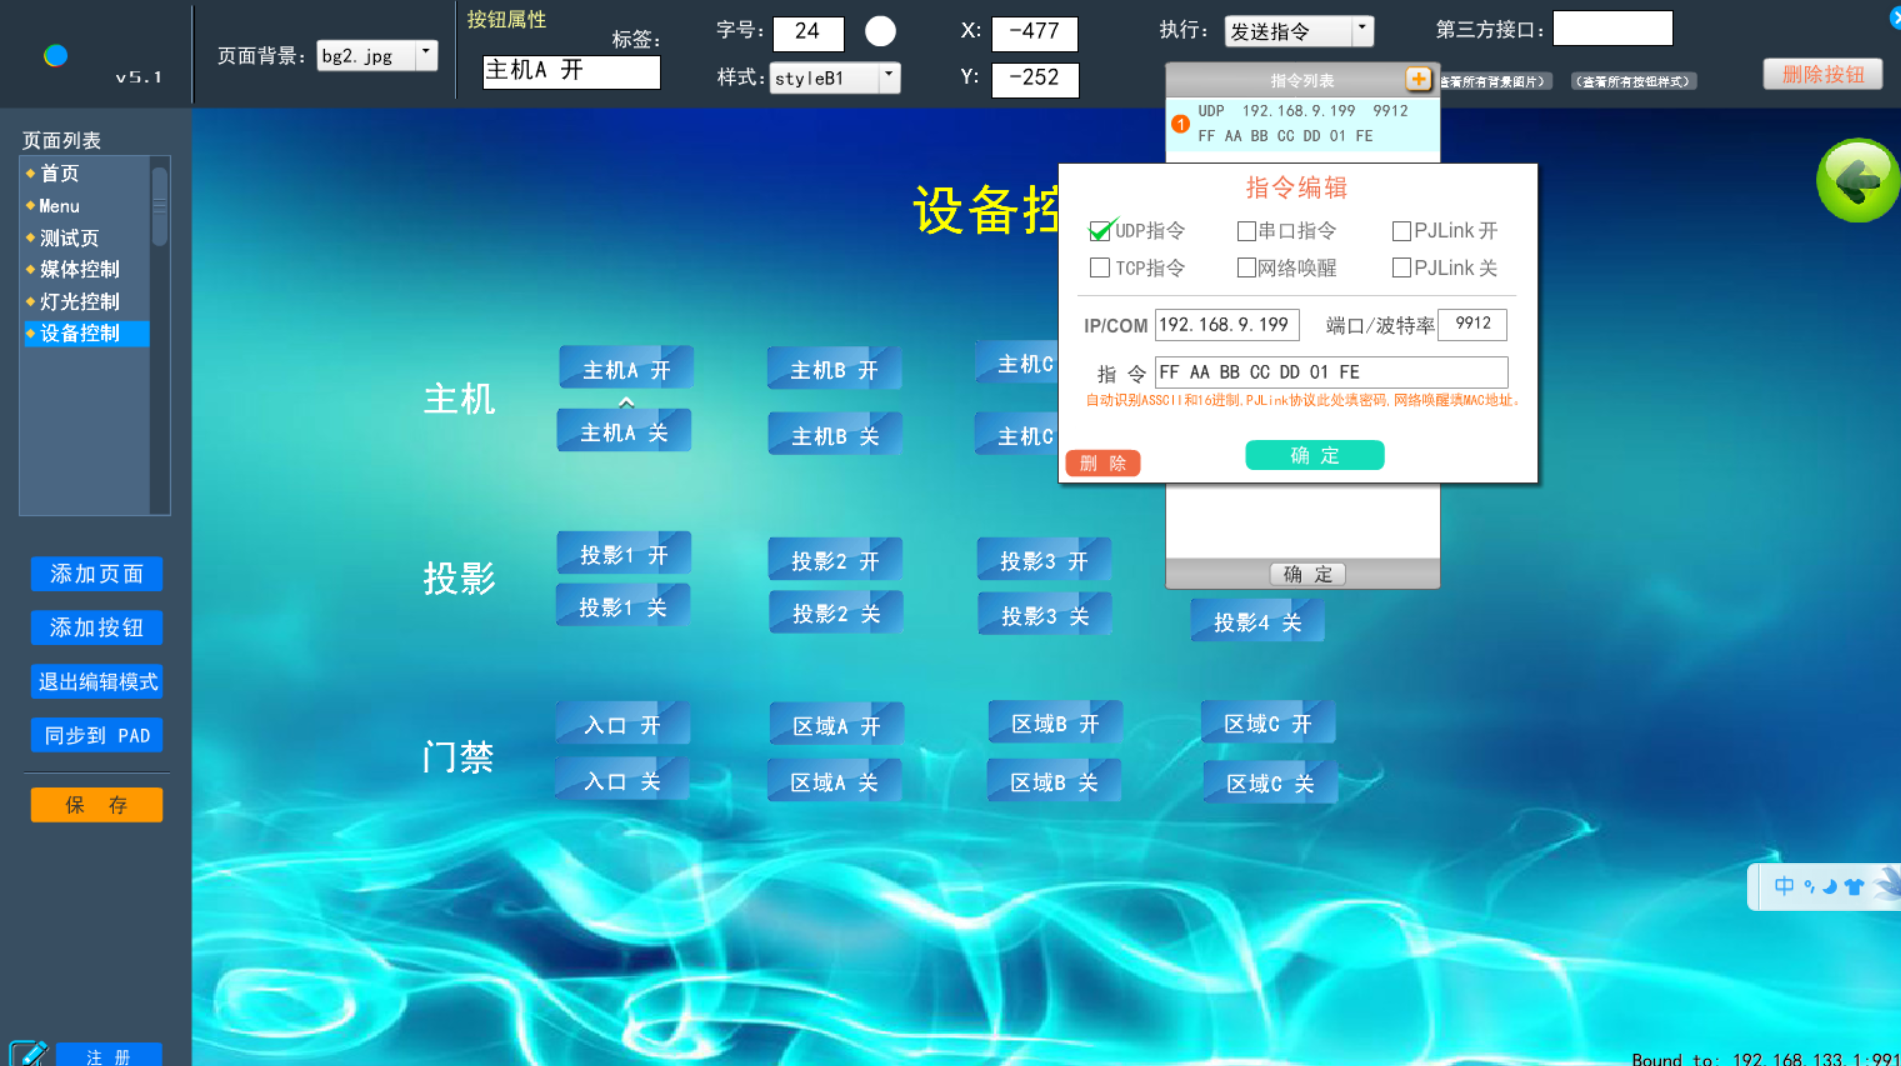 v5.1
页面背景:
bg2.jpg
按钮属性
标签:
主机A 开
字号:
24
样式:
styleB1
X:
-477
Y:
-252
执行:
发送指令
第三方接口:
查看所有背景图片)
(查看所有按钮样式)
删除按钮
指令列表
1
UDP 192.168.9.199 9912
FF AA BB CC DD 01 FE
页面列表
首页
Menu
测试页
媒体控制
灯光控制
设备控制
添加页面
添加按钮
退出编辑模式
同步到 PAD
保 存
注 册
设备控
指令编辑
UDP指令
串口指令
PJLink 开
TCP指令
网络唤醒
PJLink 关
IP/COM
192.168.9.199
端口/波特率
9912
指 令
FF AA BB CC DD 01 FE
自动识别ASSCII和16进制,PJLink协议此处填密码,网络唤醒填MAC地址。
删 除
确 定
确 定
主机
主机A 开
主机B 开
主机C
主机A 关
主机B 关
主机C
投影
投影1 开
投影2 开
投影3 开
投影1 关
投影2 关
投影3 关
投影4 关
门禁
入口 开
区域A 开
区域B 开
区域C 开
入口 关
区域A 关
区域B 关
区域C 关
中
Bound to: 192.168.133.1:991